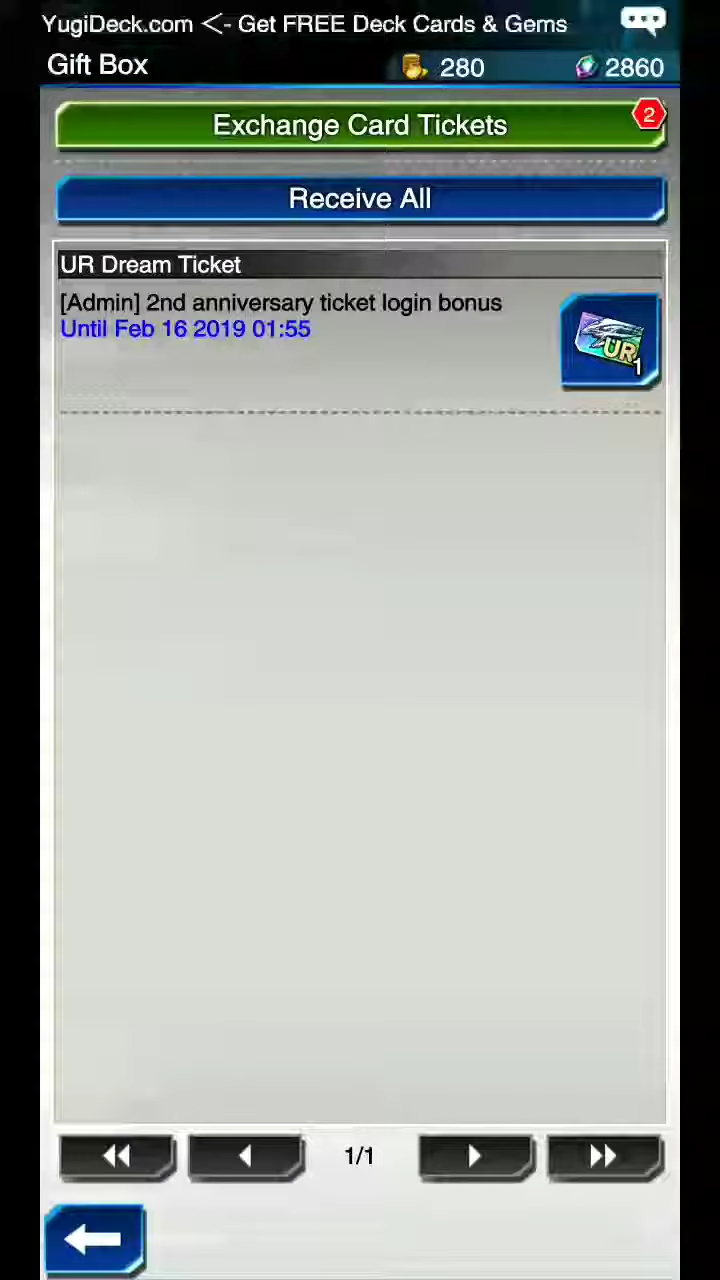 YugiDeck.com <- Get FREE Deck Cards & Gems
Gift Box 280 2860
Exchange Card Tickets 2
Receive All
UR Dream Ticket
[Admin] 2nd anniversary ticket login bonus
Until Feb 16 2019 01:55
UR 1
1/1